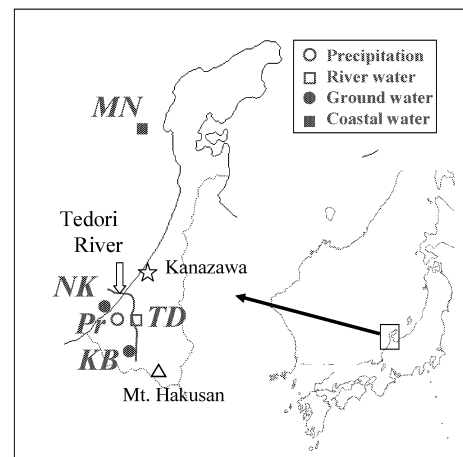 Precipitation
River water
Ground water
Coastal water
MN
Tedori
River
Kanazawa
NK
Pr
TD
KB
Mt. Hakusan